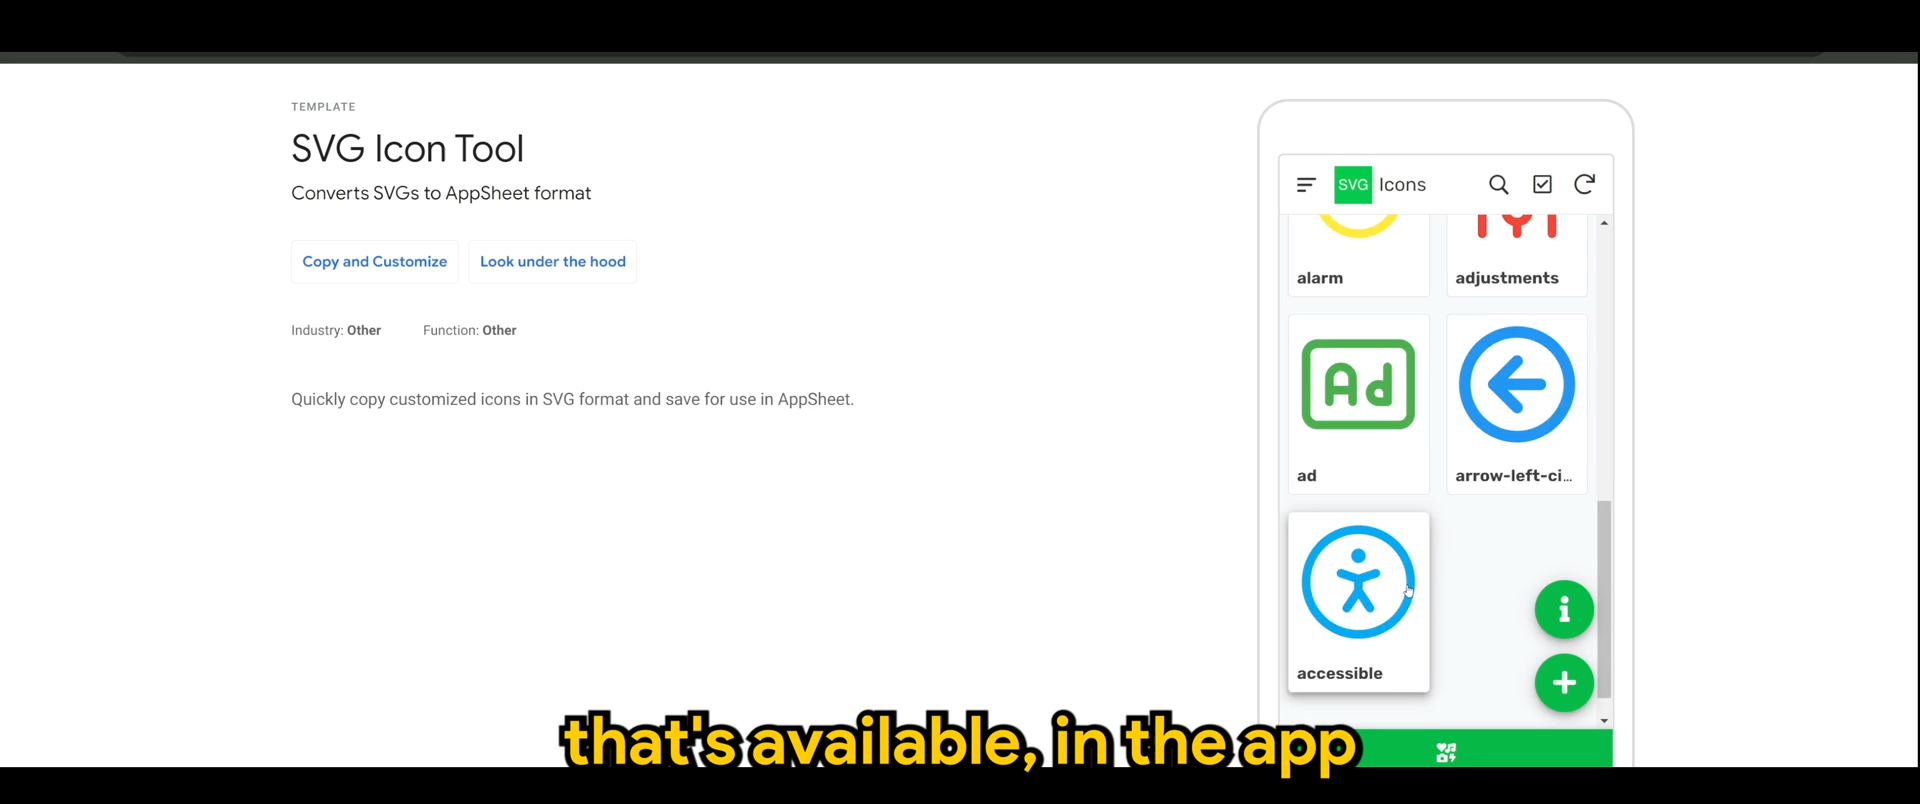 TEMPLATE
SVG Icon Tool
Converts SVGs to AppSheet format
Copy and Customize
Look under the hood
Industry: Other
Function: Other
Quickly copy customized icons in SVG format and save for use in AppSheet.
SVG Icons
alarm
adjustments
Ad
ad
arrow-left-ci...
accessible
that's available, in the app